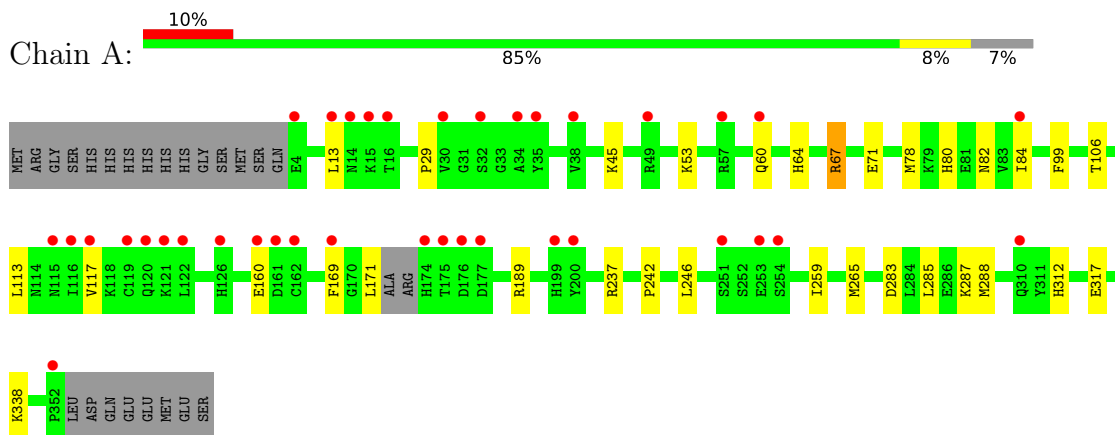 10%
Chain A:
85% 8% 7%
MET ARG GLY SER HIS HIS HIS HIS HIS HIS GLY SER MET SER GLN E4 L13 N14 K15 T16 P29 V30 G31 S32 G33 A34 Y35 V38 K45 R49 K53 R57 Q60 H64 R67 E71 M78 K79 H80 E81 N82 V83 I84 F99 T106
L113 N114 N115 I116 V117 K118 C119 Q120 K121 L122 H126 E160 D161 C162 F169 G170 L171 ALA ARG H174 T175 D176 D177 R189 H199 Y200 R237 P242 L246 S251 S252 E253 S254 I259 M265 D283 L284 L285 E286 K287 M288 Q310 Y311 H312 E317
K338 P352 LEU ASP GLN GLU GLU MET GLU SER